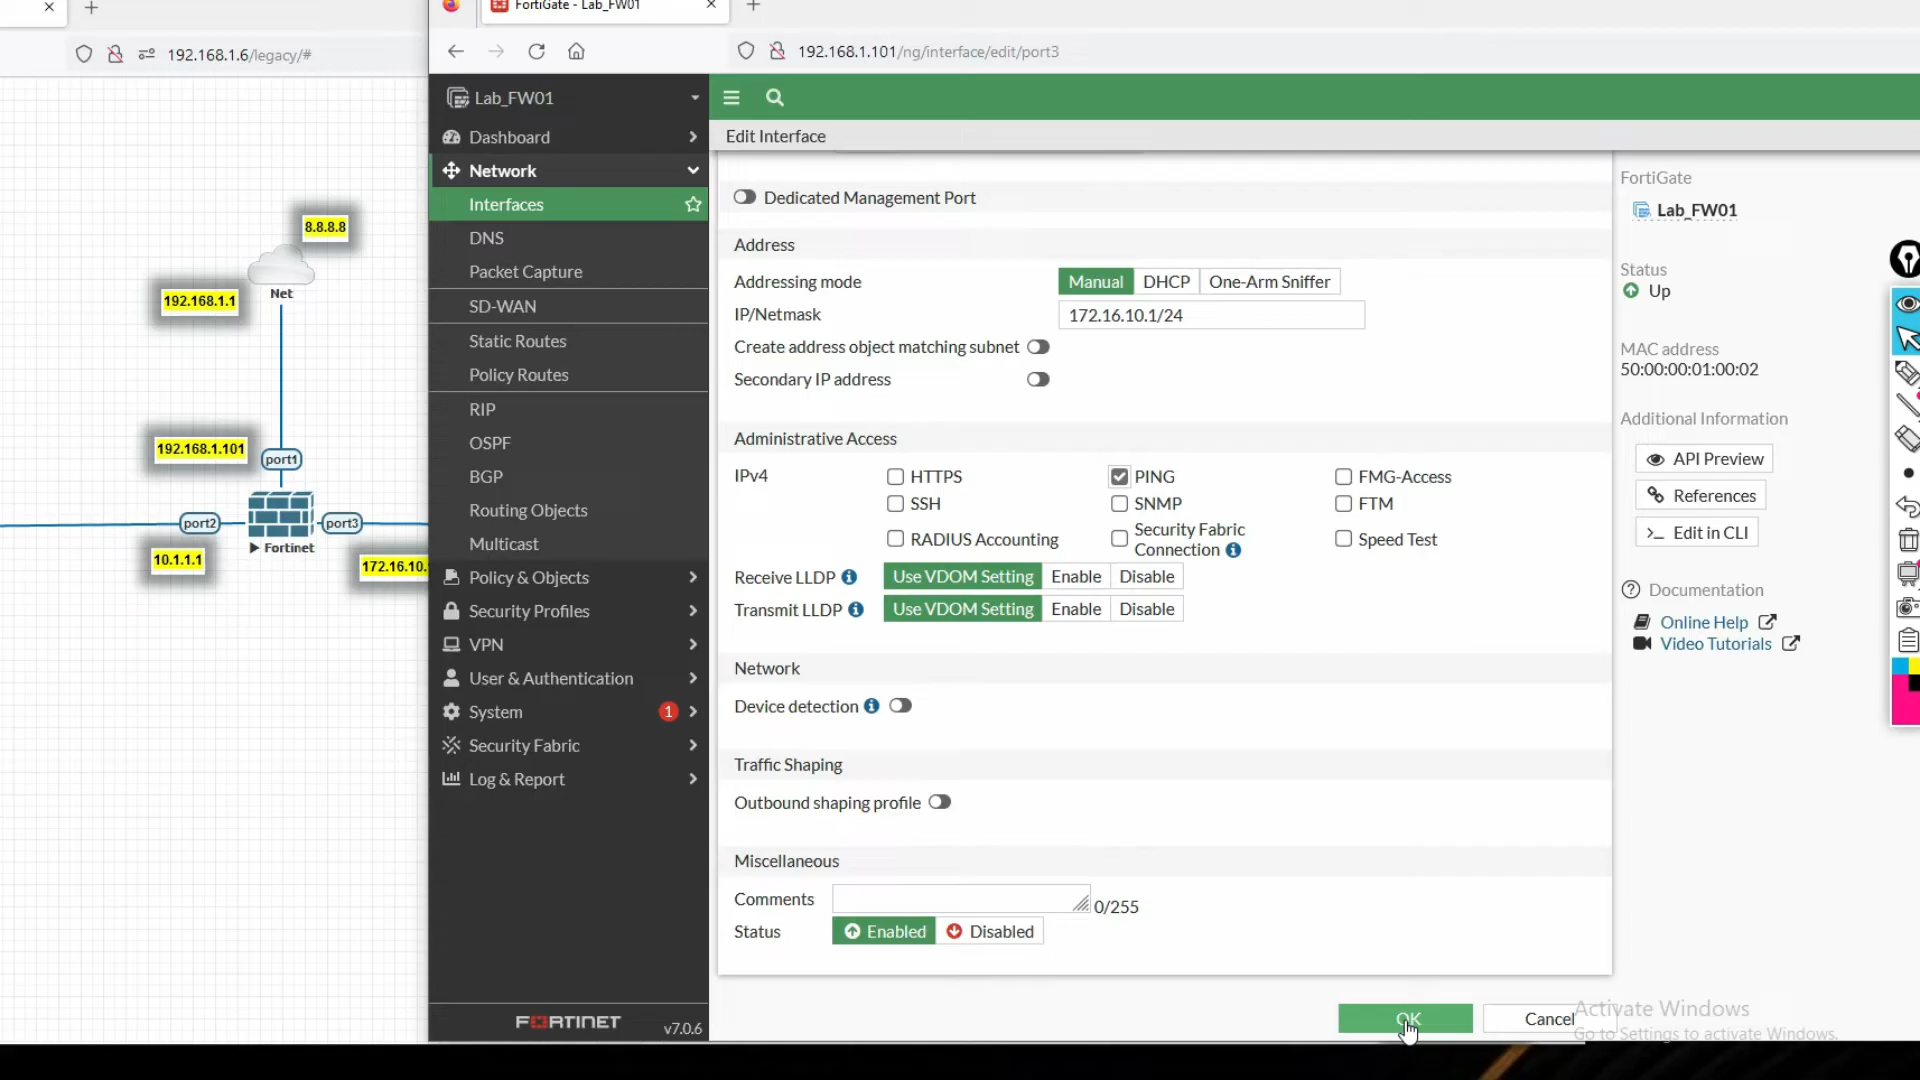 FortiGate - Lab_FW01
192.168.1.6/legacy/#
192.168.1.101/ng/interface/edit/port3
8.8.8.8
Net
192.168.1.1
192.168.1.101
port1
port2
port3
Fortinet
10.1.1.1
172.16.10.
Lab_FW01
Dashboard
Network
Interfaces
DNS
Packet Capture
SD-WAN
Static Routes
Policy Routes
RIP
OSPF
BGP
Routing Objects
Multicast
Policy & Objects
Security Profiles
VPN
User & Authentication
System 1
Security Fabric
Log & Report
FORTINET v7.0.6
Edit Interface
Dedicated Management Port
Address
Addressing mode Manual DHCP One-Arm Sniffer
IP/Netmask 172.16.10.1/24
Create address object matching subnet
Secondary IP address
Administrative Access
IPv4 HTTPS PING FMG-Access
SSH SNMP FTM
RADIUS Accounting Security Fabric Connection Speed Test
Receive LLDP Use VDOM Setting Enable Disable
Transmit LLDP Use VDOM Setting Enable Disable
Network
Device detection
Traffic Shaping
Outbound shaping profile
Miscellaneous
Comments 0/255
Status Enabled Disabled
OK Cancel
FortiGate
Lab_FW01
Status
Up
MAC address
50:00:00:01:00:02
Additional Information
API Preview
References
>_ Edit in CLI
Documentation
Online Help
Video Tutorials
Activate Windows
Go to Settings to activate Windows.